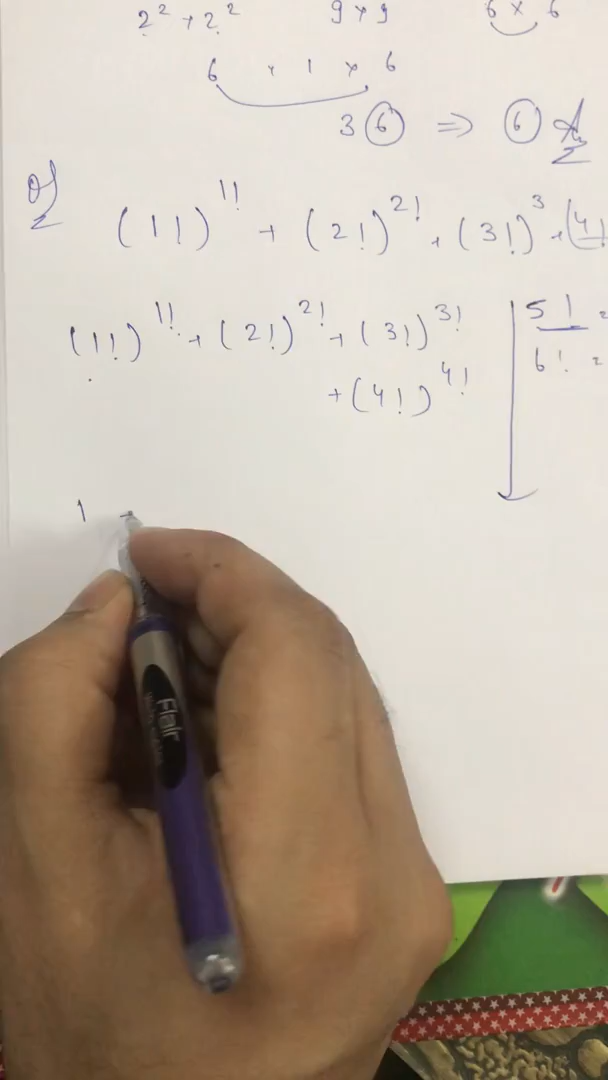 2² × 2² 9 × 9 6 × 6
6 × 1 × 6
3 6 ⇒ 6
Q (1!)^1! + (2!)^2! + (3!)^3 + (4!
(1!)^1! + (2!)^2! + (3!)^3! 5! =
+ (4!)^4! 6! =
1 +
Flair